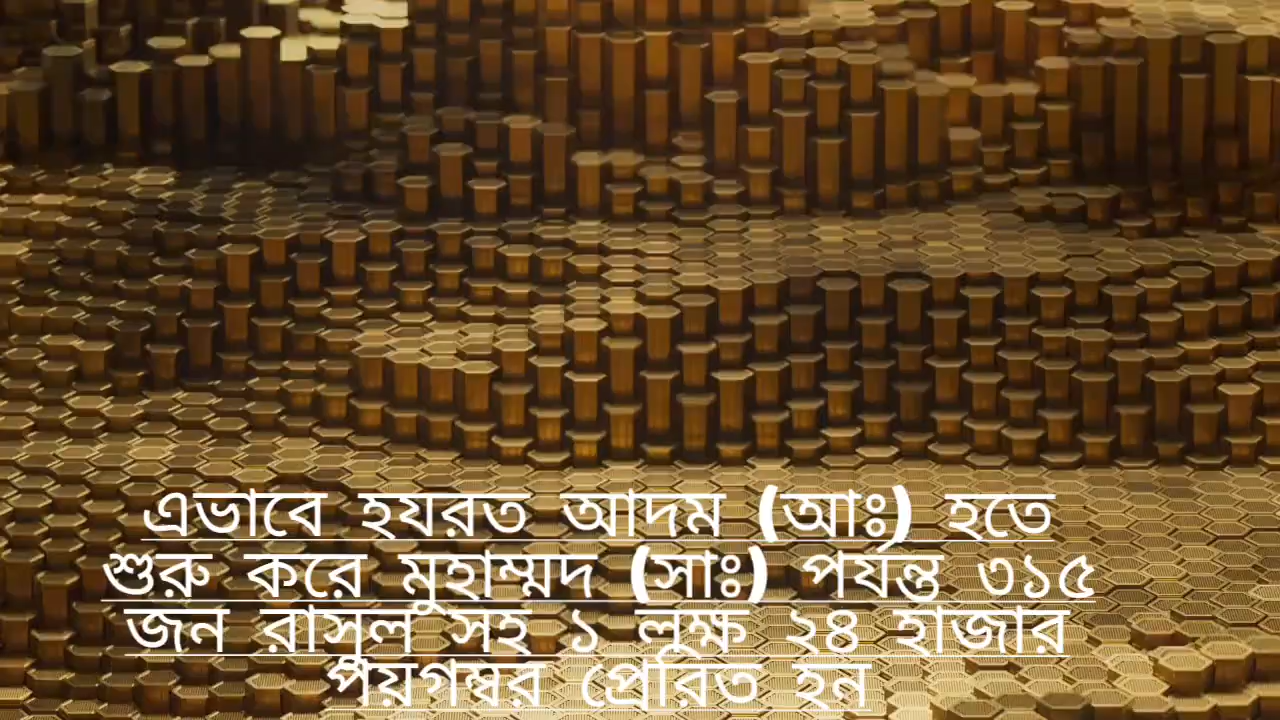 এভাবে হযরত আদম (আঃ) হতে
শুরু করে মুহাম্মদ (সাঃ) পর্যন্ত ৩১৫
জন রাসুল সহ ১ লক্ষ ২৪ হাজার
পয়গম্বর প্রেরিত হন